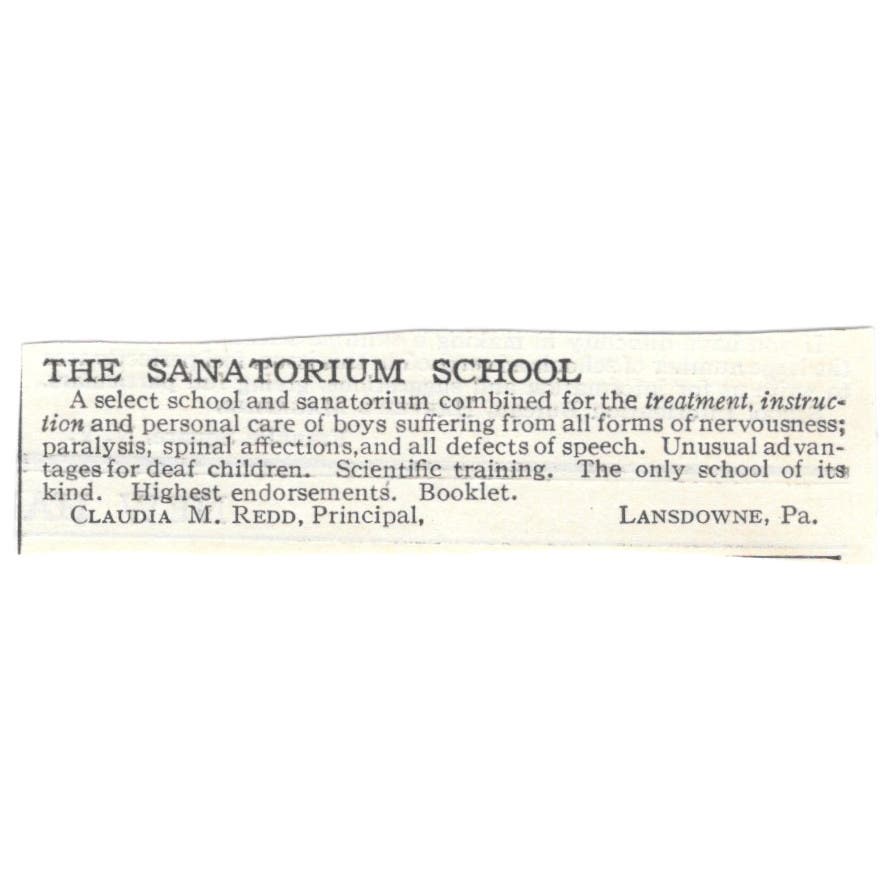 THE SANATORIUM SCHOOL
A select school and sanatorium combined for the treatment, instruc-
tion and personal care of boys suffering from all forms of nervousness;
paralysis, spinal affections,and all defects of speech. Unusual advan-
tages for deaf children. Scientific training. The only school of its
kind. Highest endorsements. Booklet.
CLAUDIA M. REDD, Principal, LANSDOWNE, Pa.